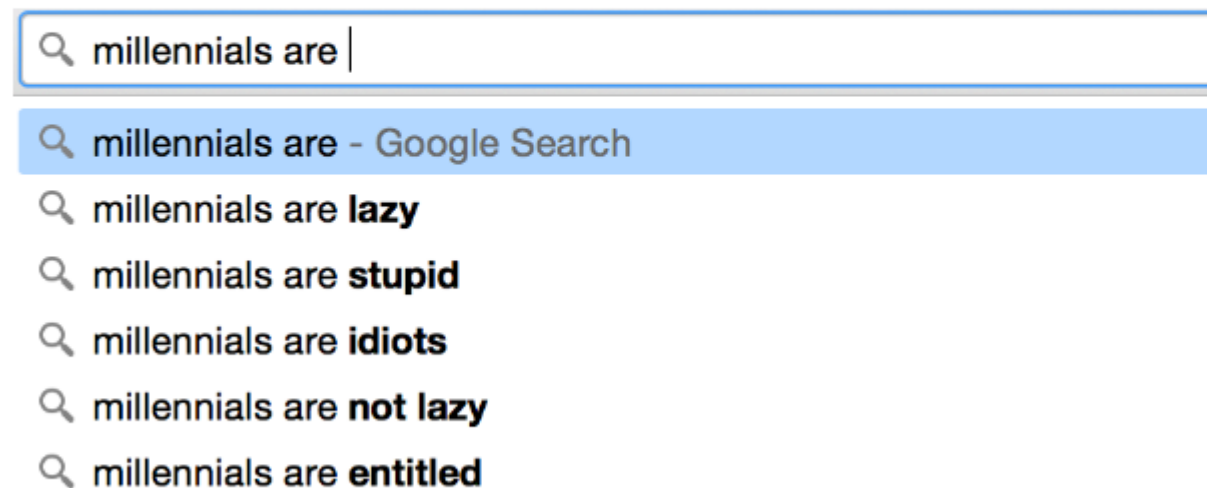 millennials are
millennials are - Google Search
millennials are lazy
millennials are stupid
millennials are idiots
millennials are not lazy
millennials are entitled